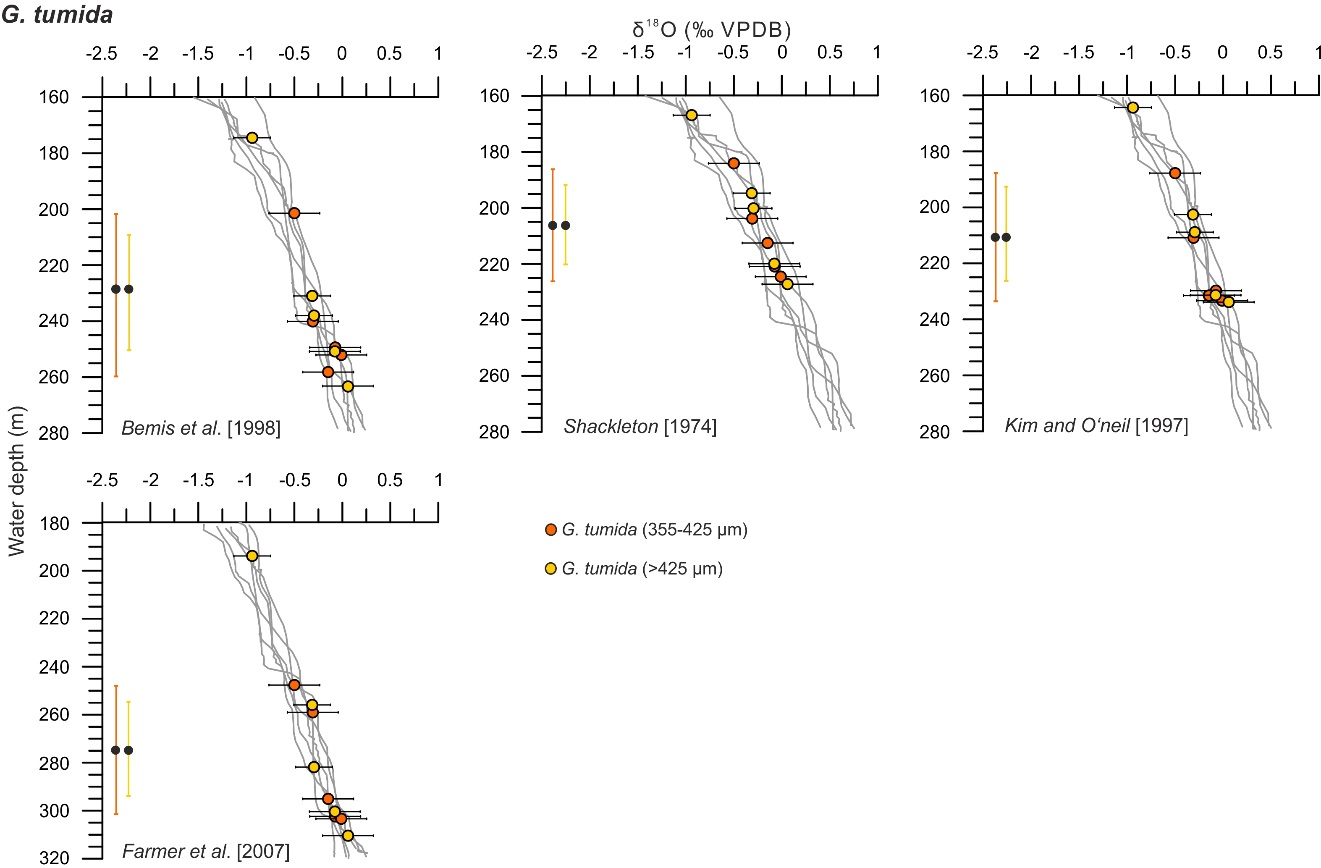 G. tumida
δ18O (‰ VPDB)
-2.5 -2 -1.5 -1 -0.5 0 0.5 1
-2.5 -2 -1.5 -1 -0.5 0 0.5 1
-2.5 -2 -1.5 -1 -0.5 0 0.5 1
160
180
200
220
240
260
280
Bemis et al. [1998]
160
180
200
220
240
260
280
Shackleton [1974]
160
180
200
220
240
260
280
Kim and O‘neil [1997]
Water depth (m)
-2.5 -2 -1.5 -1 -0.5 0 0.5 1
180
200
220
240
260
280
300
320
Farmer et al. [2007]
G. tumida (355-425 µm)
G. tumida (>425 µm)